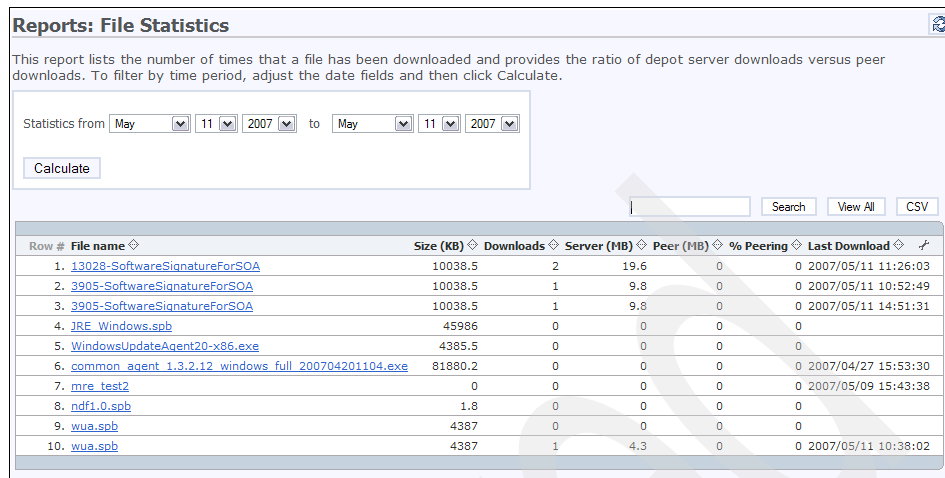 Reports: File Statistics
This report lists the number of times that a file has been downloaded and provides the ratio of depot server downloads versus peer
downloads. To filter by time period, adjust the date fields and then click Calculate.
Statistics from May 11 2007 to May 11 2007
Calculate
Search View All CSV
Row # File name Size (KB) Downloads Server (MB) Peer (MB) % Peering Last Download
1. 13028-SoftwareSignatureForSOA 10038.5 2 19.6 0 0 2007/05/11 11:26:03
2. 3905-SoftwareSignatureForSOA 10038.5 1 9.8 0 0 2007/05/11 10:52:49
3. 3905-SoftwareSignatureForSOA 10038.5 1 9.8 0 0 2007/05/11 14:51:31
4. JRE_Windows.spb 45986 0 0 0 0
5. WindowsUpdateAgent20-x86.exe 4385.5 0 0 0 0
6. common_agent_1.3.2.12_windows_full_200704201104.exe 81880.2 0 0 0 0 2007/04/27 15:53:30
7. mre_test2 0 0 0 0 0 2007/05/09 15:43:38
8. ndf1.0.spb 1.8 0 0 0 0
9. wua.spb 4387 0 0 0 0
10. wua.spb 4387 1 4.3 0 0 2007/05/11 10:38:02